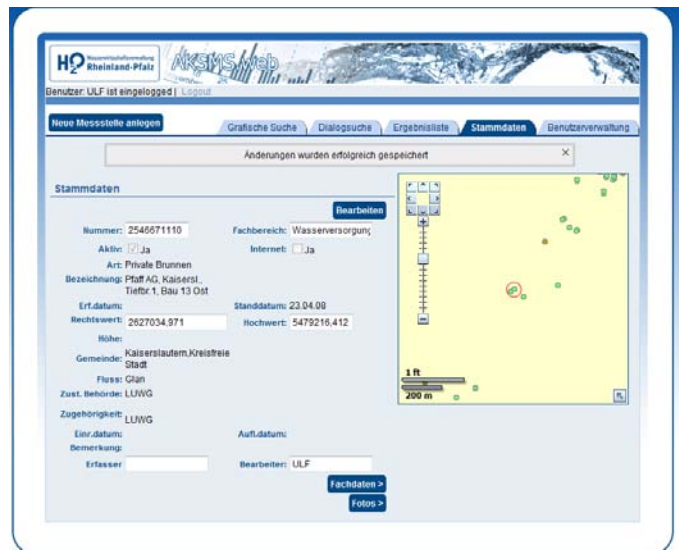 H2O Wasserwirtschaftsverwaltung Rheinland-Pfalz
AKSMS.Web
Benutzer: ULF ist eingelogged | Logout
Neue Messstelle anlegen
Grafische Suche Dialogsuche Ergebnisliste Stammdaten Benutzerverwaltung
Änderungen wurden erfolgreich gespeichert ×
Stammdaten
Bearbeiten
Nummer: 2546671110 Fachbereich: Wasserversorgung
Aktiv: Ja Internet: Ja
Art: Private Brunnen
Bezeichnung: Pfaff AG, Kaisersl.,
Tiefbr.1, Bau 13 Ost
Erf.datum: Standdatum: 23.04.08
Rechtswert: 2627034,971 Hochwert: 5479216,412
Höhe:
Gemeinde: Kaiserslautern,Kreisfreie
Stadt
Fluss: Glan
Zust. Behörde: LUWG
Zugehörigkeit: LUWG
Einr.datum: Aufl.datum:
Bemerkung:
Erfasser Bearbeiter: ULF
Fachdaten >
Fotos >
1 ft
200 m